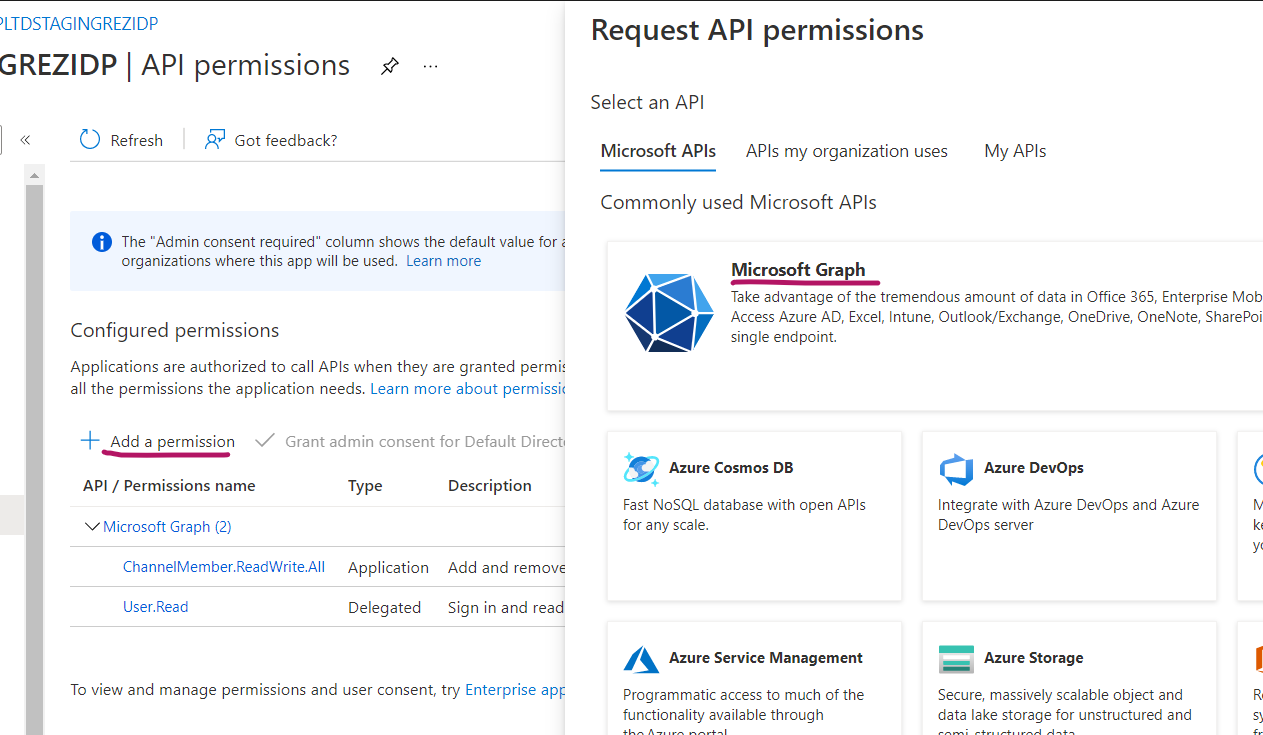 PLTDSTAGINGREZIDP
GREZIDP | API permissions
Refresh
Got feedback?
The "Admin consent required" column shows the default value for a
organizations where this app will be used. Learn more
Configured permissions
Applications are authorized to call APIs when they are granted permis
all the permissions the application needs. Learn more about permissio
Add a permission
Grant admin consent for Default Directo
API / Permissions name Type Description
Microsoft Graph (2)
ChannelMember.ReadWrite.All Application Add and remove
User.Read Delegated Sign in and read
To view and manage permissions and user consent, try Enterprise app
Request API permissions
Select an API
Microsoft APIs
APIs my organization uses
My APIs
Commonly used Microsoft APIs
Microsoft Graph
Take advantage of the tremendous amount of data in Office 365, Enterprise Mob
Access Azure AD, Excel, Intune, Outlook/Exchange, OneDrive, OneNote, SharePoi
single endpoint.
Azure Cosmos DB
Fast NoSQL database with open APIs
for any scale.
Azure DevOps
Integrate with Azure DevOps and Azure
DevOps server
Azure Service Management
Programmatic access to much of the
functionality available through
the Azure portal
Azure Storage
Secure, massively scalable object and
data lake storage for unstructured and
semi-structured data